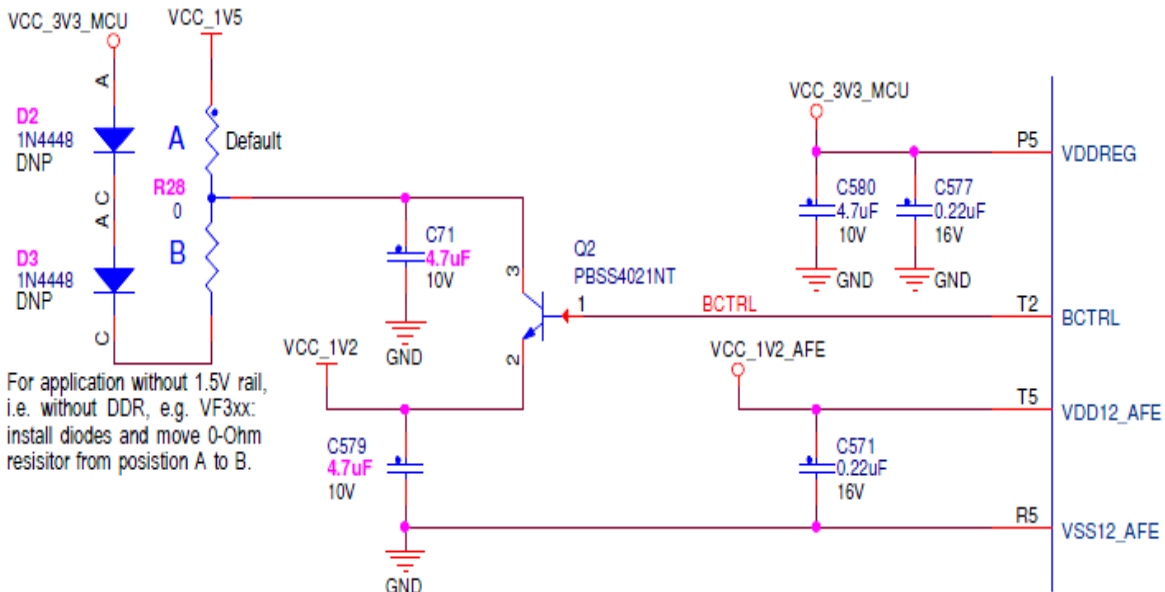 VCC_3V3_MCU
VCC_1V5
A
D2
1N4448
DNP
C
A
Default
R28
0
A
B
D3
1N4448
DNP
C
For application without 1.5V rail,
i.e. without DDR, e.g. VF3xx:
install diodes and move 0-Ohm
resisitor from posistion A to B.
C71
4.7uF
10V
GND
VCC_1V2
3
Q2
PBSS4021NT
1
2
BCTRL
C579
4.7uF
10V
GND
VCC_3V3_MCU
C580
4.7uF
10V
GND
C577
0.22uF
16V
GND
VCC_1V2_AFE
C571
0.22uF
16V
P5
VDDREG
T2
BCTRL
T5
VDD12_AFE
R5
VSS12_AFE